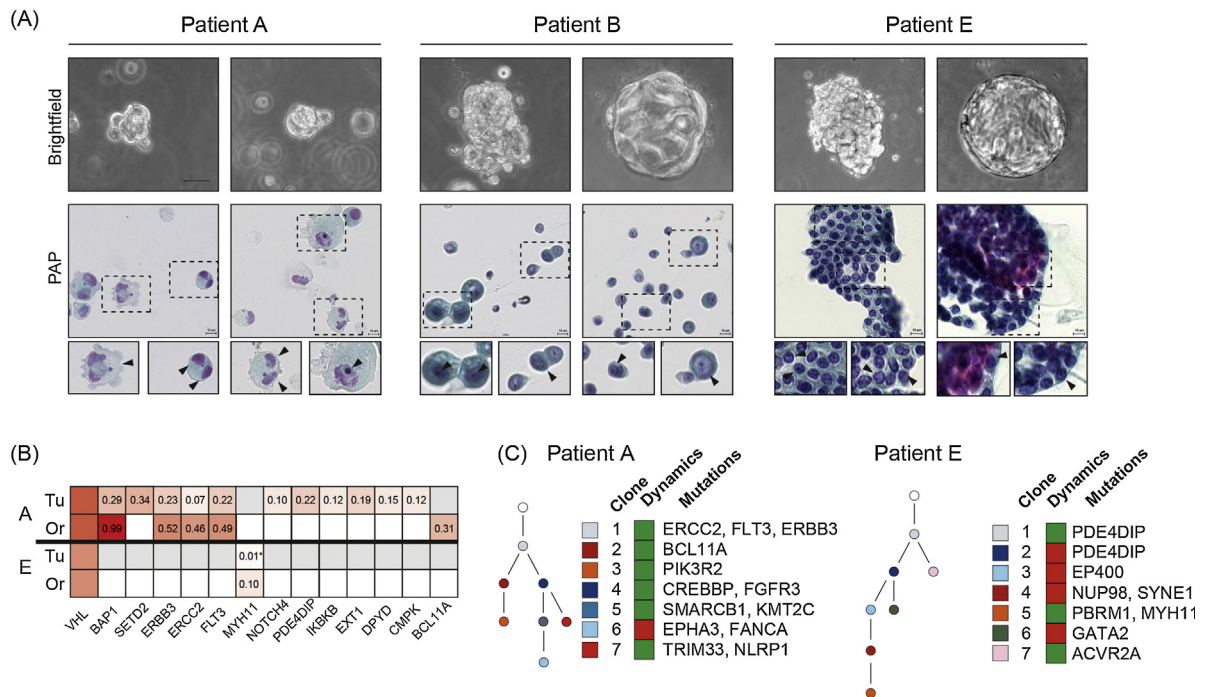 (A)
Patient A
Patient B
Patient E
Brightfield
PAP
(B)
A
Tu 0.29 0.34 0.23 0.07 0.22 0.10 0.22 0.12 0.19 0.15 0.12
Or 0.99 0.52 0.46 0.49 0.31
E
Tu 0.01*
Or 0.10
VHL BAP1 SETD2 ERBB3 ERCC2 FLT3 MYH11 NOTCH4 PDE4DIP IKBKB EXT1 DPYD CMPK BCL11A
(C)
Patient A
Clone Dynamics Mutations
1 ERCC2, FLT3, ERBB3
2 BCL11A
3 PIK3R2
4 CREBBP, FGFR3
5 SMARCB1, KMT2C
6 EPHA3, FANCA
7 TRIM33, NLRP1
Patient E
Clone Dynamics Mutations
1 PDE4DIP
2 PDE4DIP
3 EP400
4 NUP98, SYNE1
5 PBRM1, MYH11
6 GATA2
7 ACVR2A